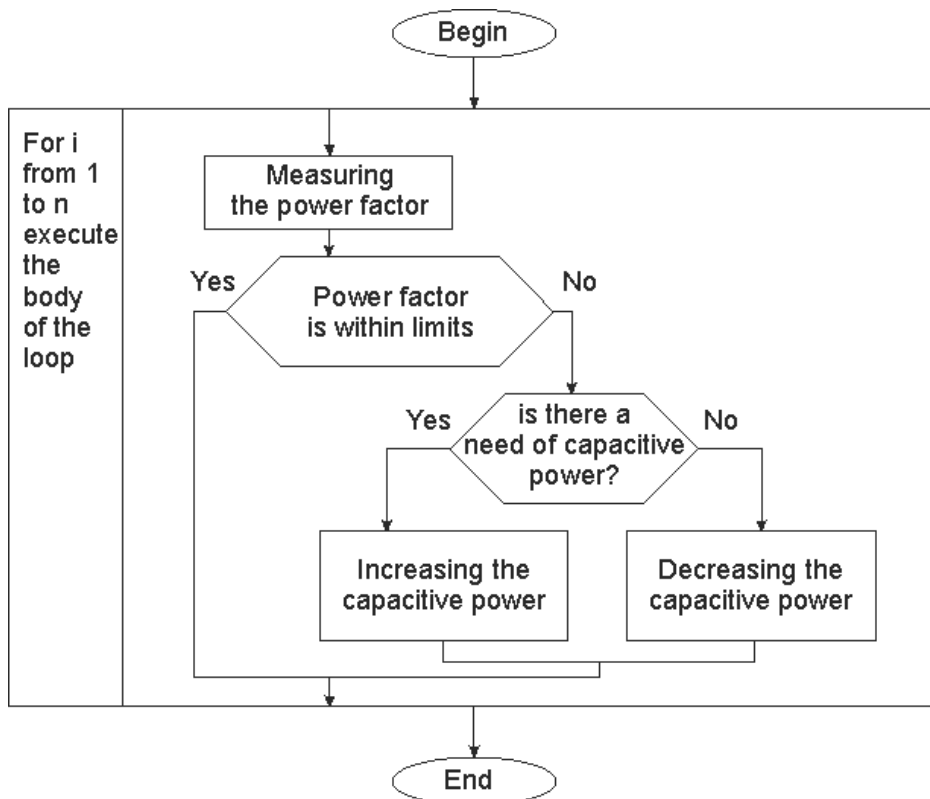 Begin
For i
from 1
to n
execute
the
body
of the
loop
Measuring
the power factor
Yes
No
Power factor
is within limits
Yes
No
is there a
need of capacitive
power?
Increasing the
capacitive power
Decreasing the
capacitive power
End